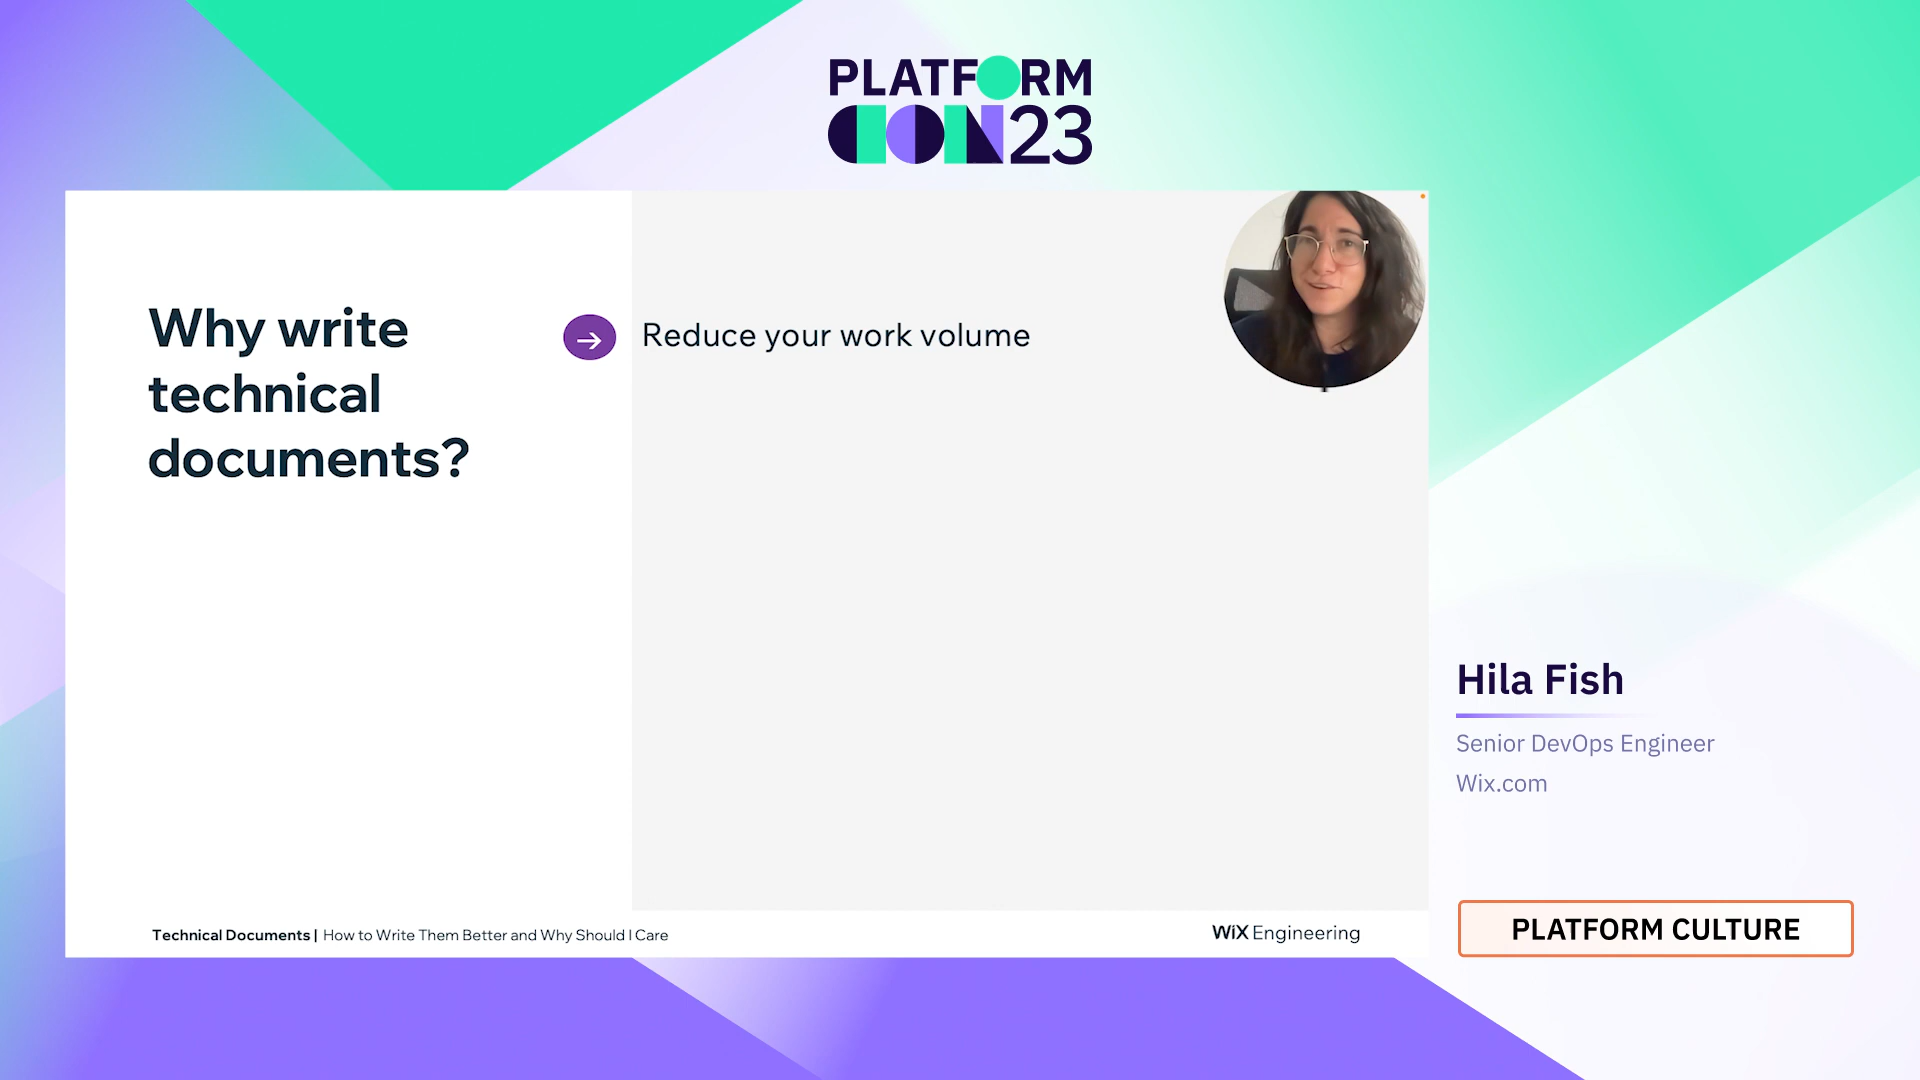 PLATFORM
CON23
Why write
technical
documents?
Reduce your work volume
Technical Documents | How to Write Them Better and Why Should I Care
WiX Engineering
Hila Fish
Senior DevOps Engineer
Wix.com
PLATFORM CULTURE